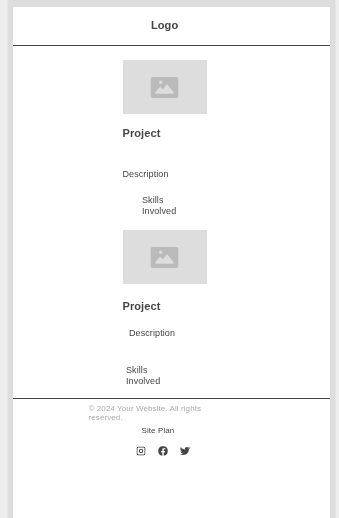 Logo
Project
Description
Skills
Involved
Project
Description
Skills
Involved
© 2024 Your Website. All rights
reserved.
Site Plan